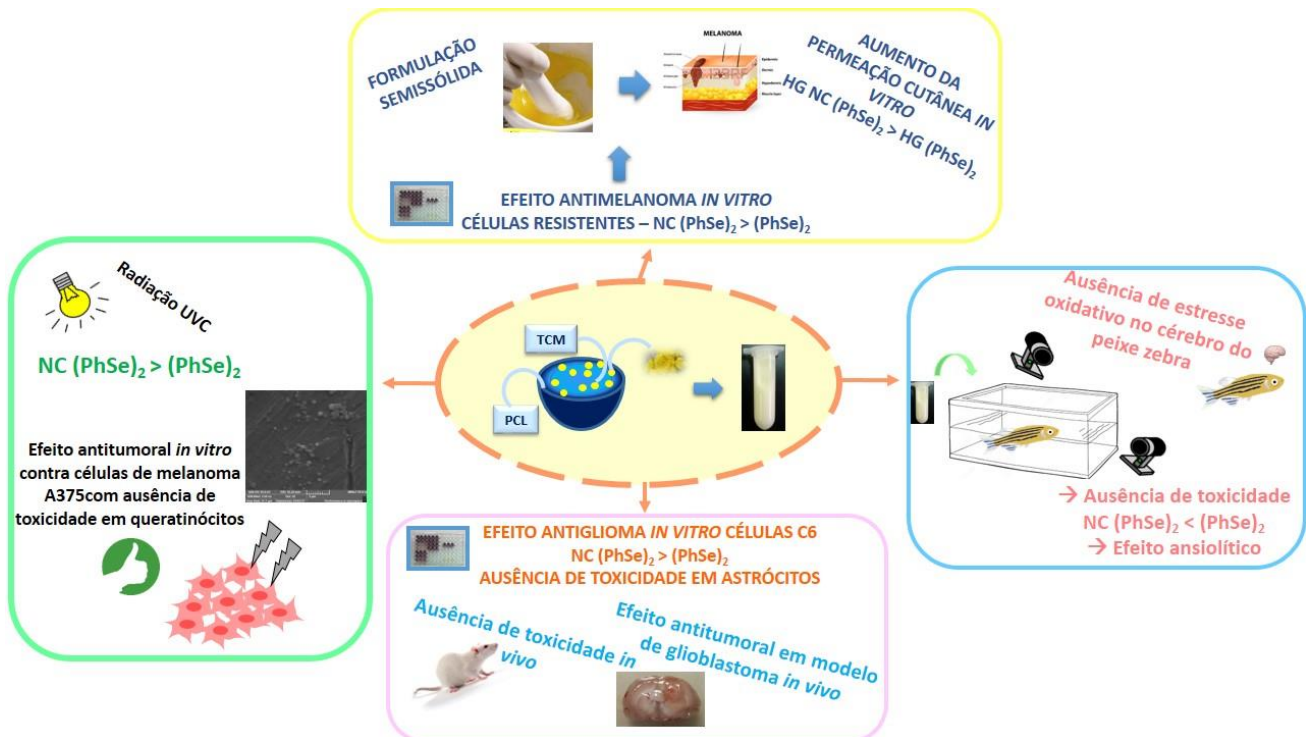 FORMULAÇÃO
SEMISSÓLIDA
MELANOMA
AUMENTO DA
PERMEAÇÃO CUTÂNEA IN
VITRO
HG NC (PhSe)₂ > HG (PhSe)₂
EFEITO ANTIMELANOMA IN VITRO
CÉLULAS RESISTENTES – NC (PhSe)₂ > (PhSe)₂
Radiação UVC
NC (PhSe)₂ > (PhSe)₂
Efeito antitumoral in vitro
contra células de melanoma
A375com ausência de
toxicidade em queratinócitos
TCM
PCL
Ausência de estresse
oxidativo no cérebro do
peixe zebra
→ Ausência de toxicidade
NC (PhSe)₂ < (PhSe)₂
→ Efeito ansiolítico
EFEITO ANTIGLIOMA IN VITRO CÉLULAS C6
NC (PhSe)₂ > (PhSe)₂
AUSÊNCIA DE TOXICIDADE EM ASTRÓCITOS
Ausência de toxicidade in
vivo
Efeito antitumoral em modelo
de glioblastoma in vivo